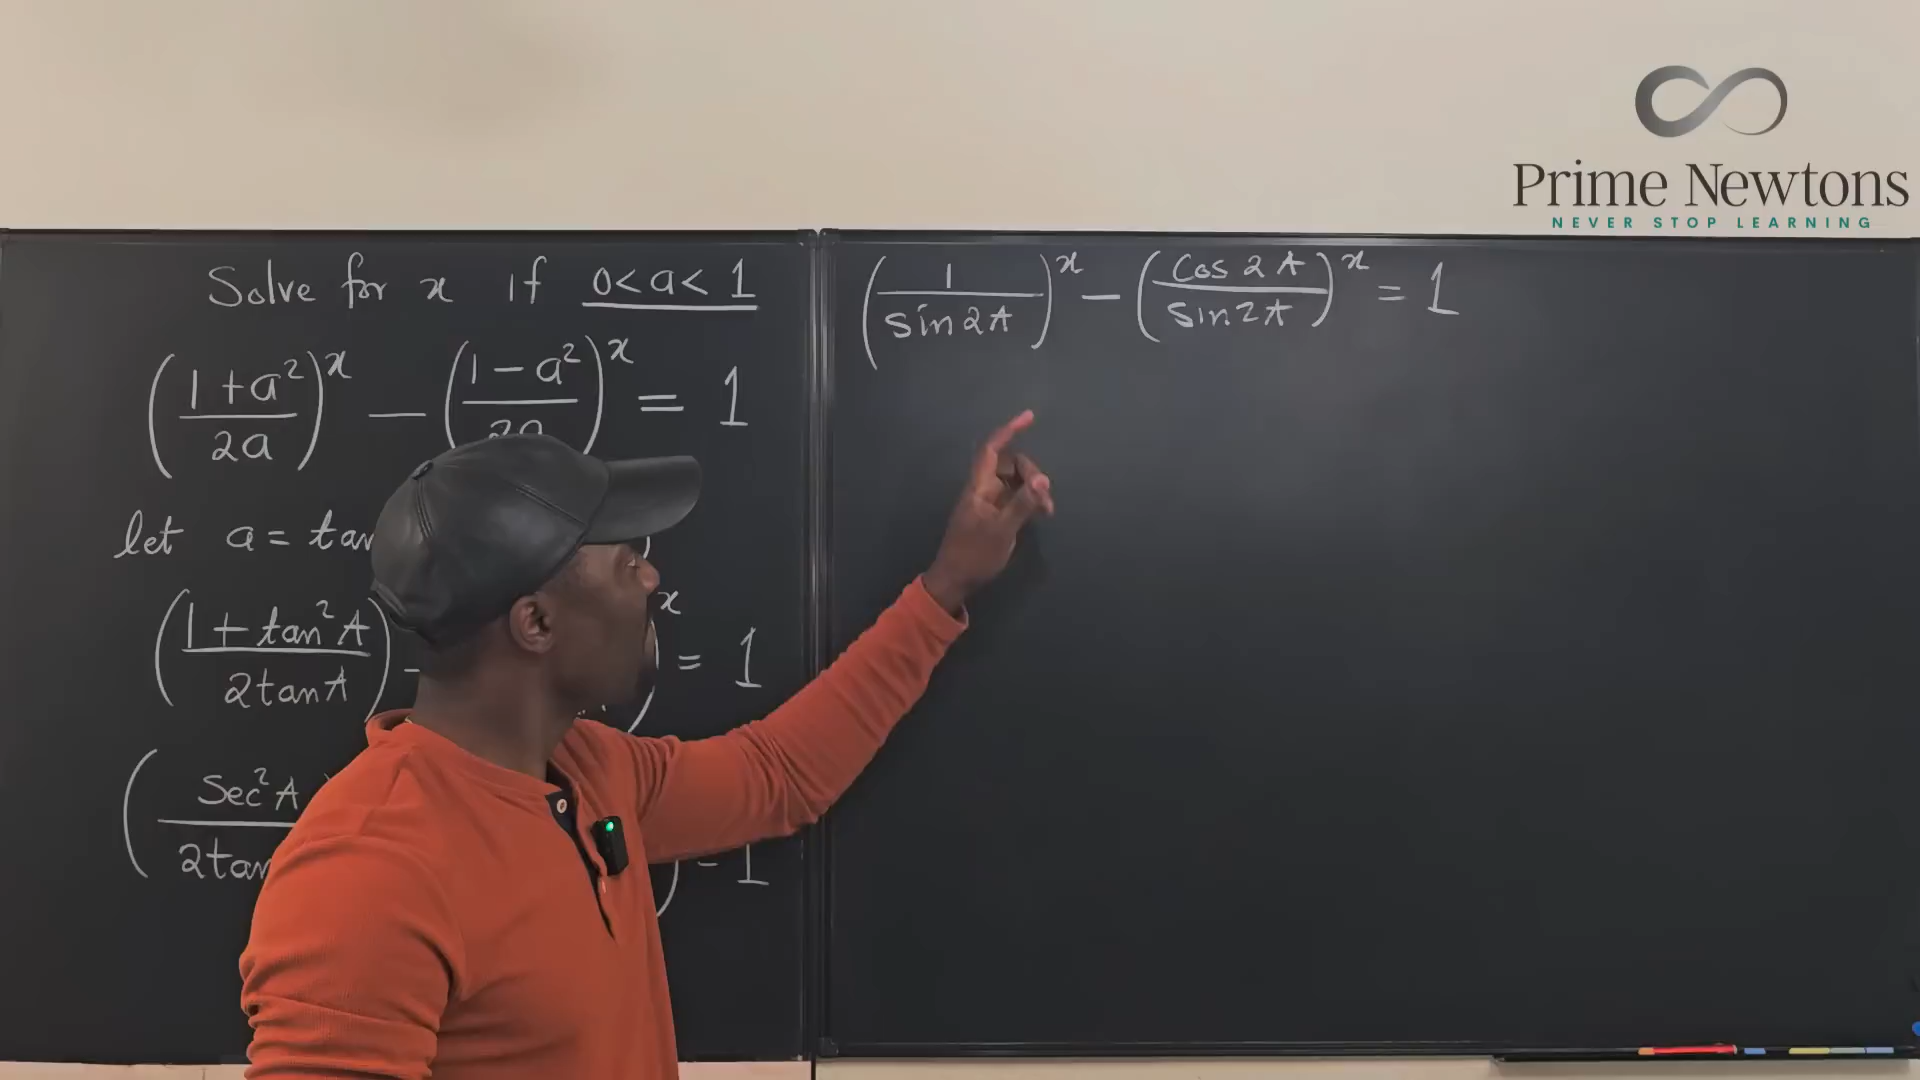 Prime Newtons
NEVER STOP LEARNING
Solve for x if 0<a<1
((1+a²)/2a)^x − ((1−a²)/2a)^x = 1
let a = tan
((1+tan²A)/2tanA) − )^x = 1
(sec²A/2tan ) − 1
(1/sin2A)^x − (cos2A/sin2A)^x = 1